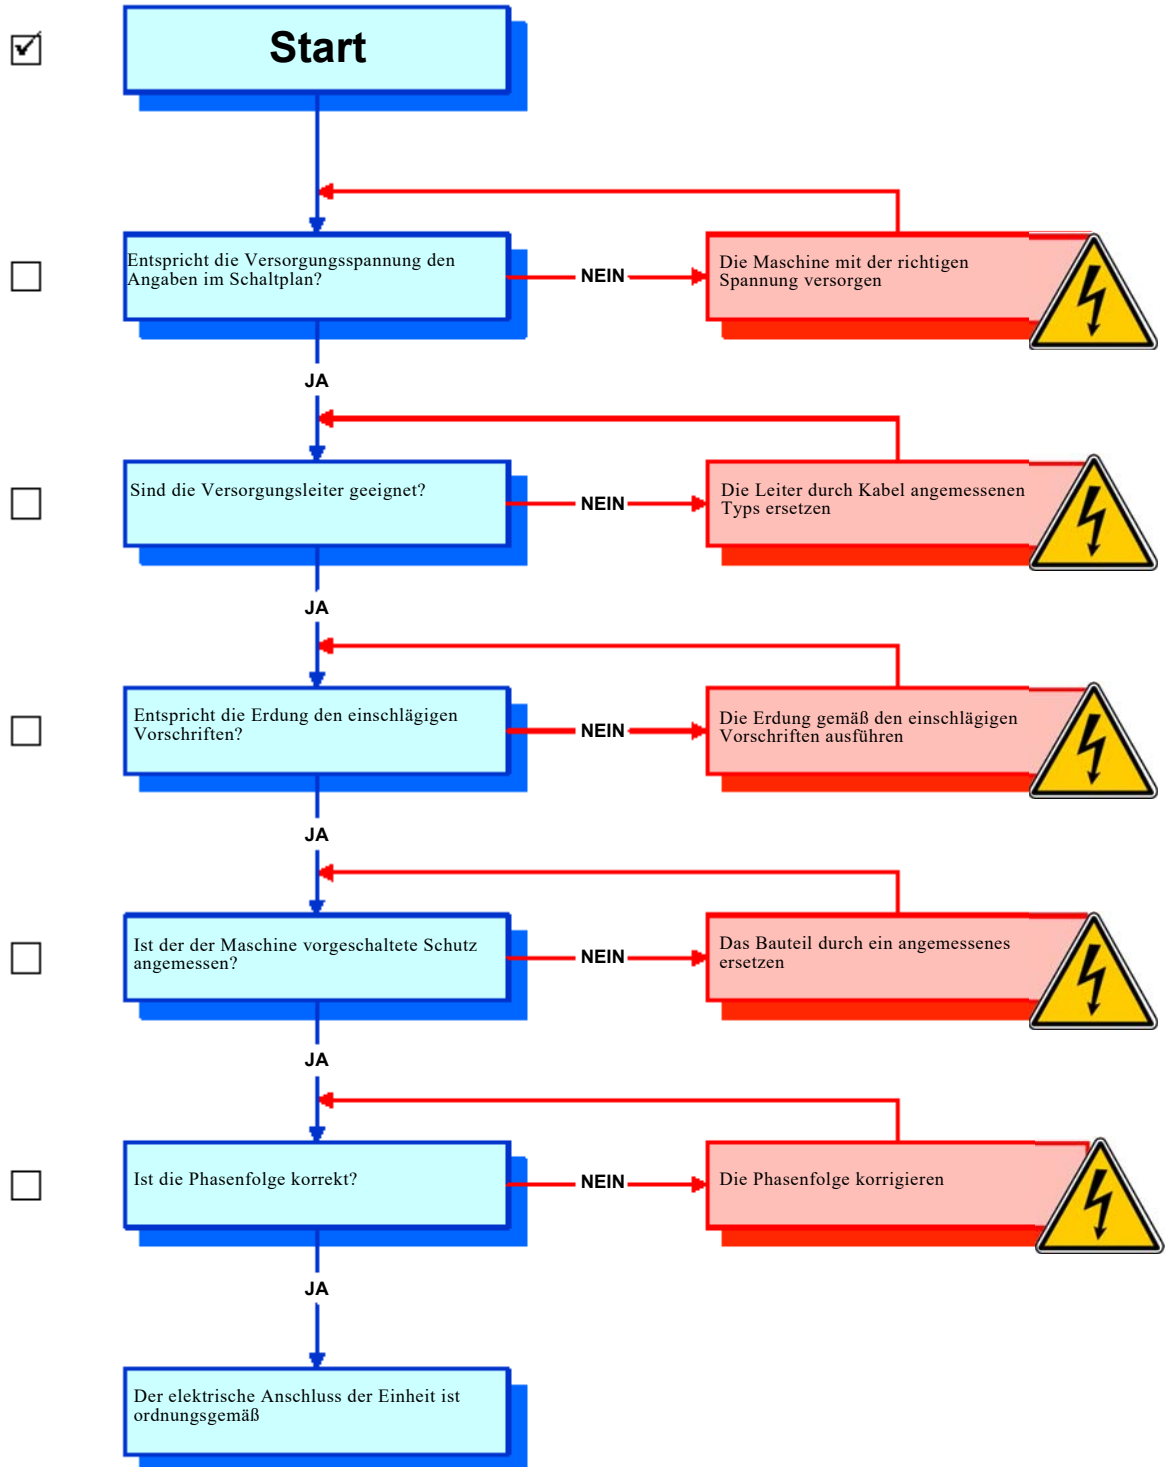 Start
Entspricht die Versorgungsspannung den
Angaben im Schaltplan?
NEIN
Die Maschine mit der richtigen
Spannung versorgen
JA
Sind die Versorgungsleiter geeignet?
NEIN
Die Leiter durch Kabel angemessenen
Typs ersetzen
JA
Entspricht die Erdung den einschlägigen
Vorschriften?
NEIN
Die Erdung gemäß den einschlägigen
Vorschriften ausführen
JA
Ist der der Maschine vorgeschaltete Schutz
angemessen?
NEIN
Das Bauteil durch ein angemessenes
ersetzen
JA
Ist die Phasenfolge korrekt?
NEIN
Die Phasenfolge korrigieren
JA
Der elektrische Anschluss der Einheit ist
ordnungsgemäß